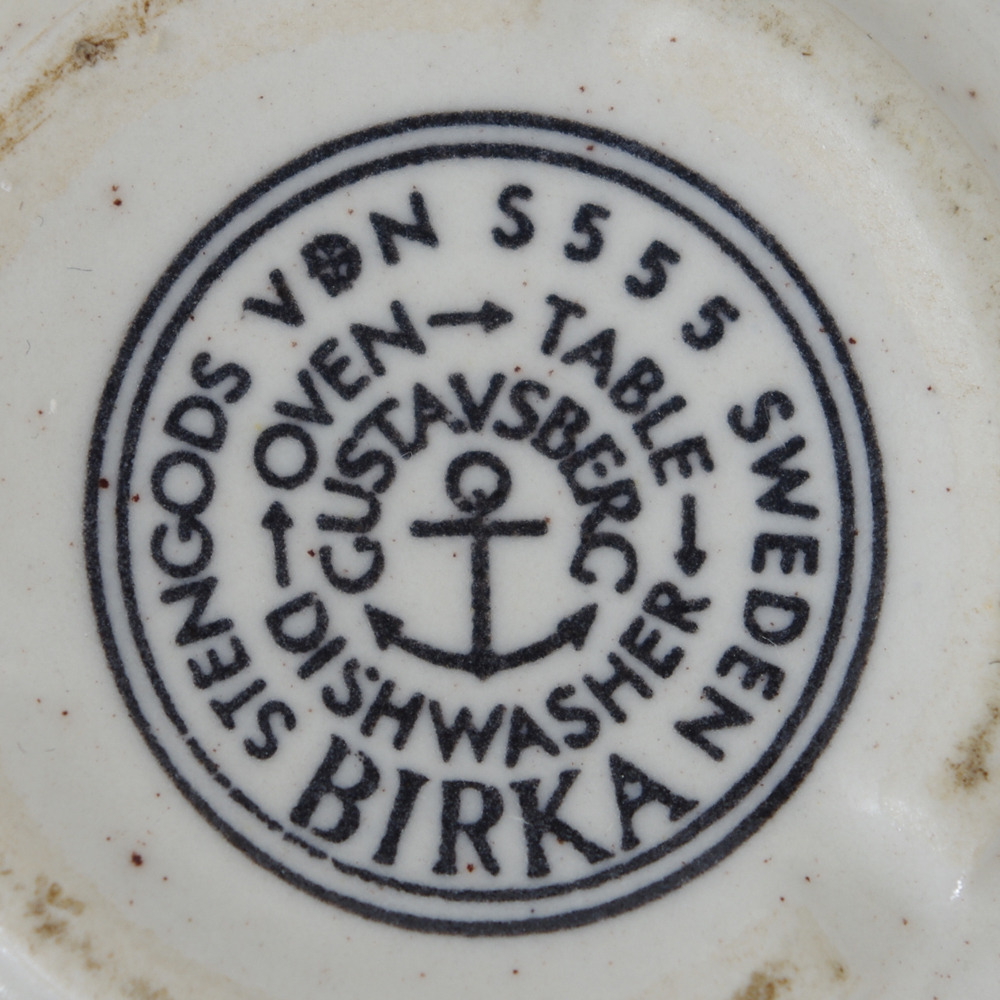 STENGODS VDN S555 SWEDEN
OVEN → TABLE → DISHWASHER →
GUSTAVSBERG
BIRKA